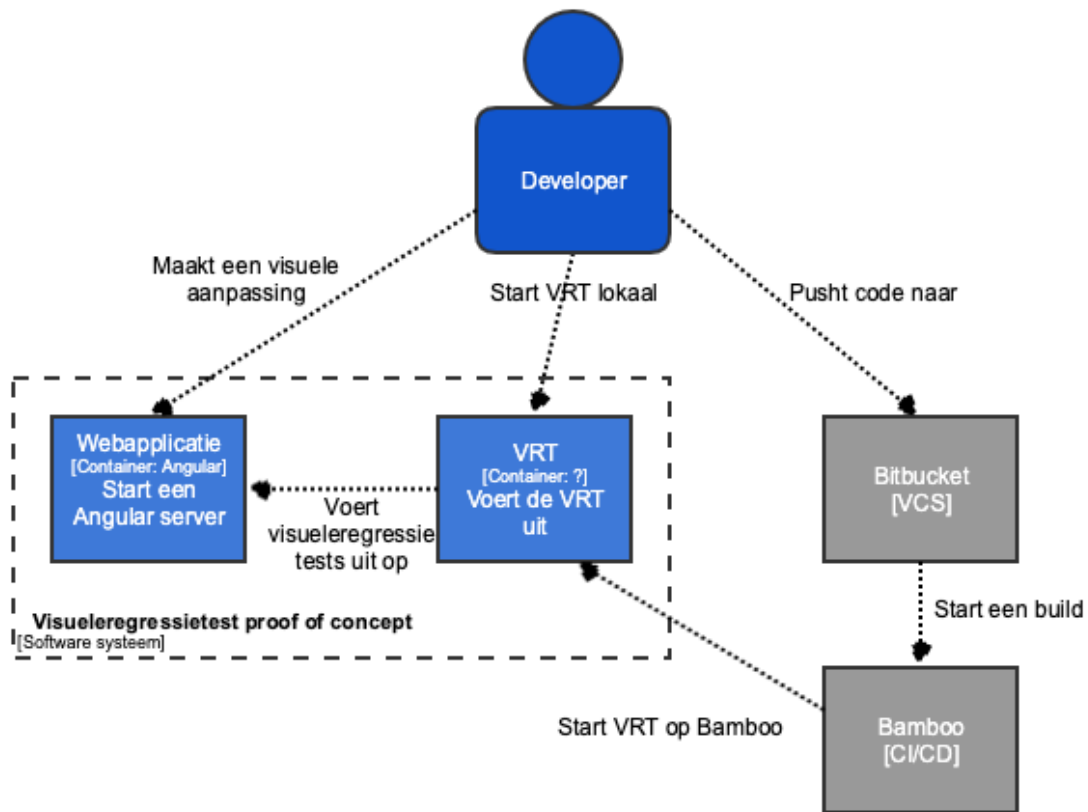 Developer
Maakt een visuele
aanpassing
Start VRT lokaal
Pusht code naar
Webapplicatie
[Container: Angular]
Start een
Angular server
Voert
visueleregressie
tests uit op
VRT
[Container: ?]
Voert de VRT
uit
Bitbucket
[VCS]
Visueleregressietest proof of concept
[Software systeem]
Start een build
Start VRT op Bamboo
Bamboo
[CI/CD]